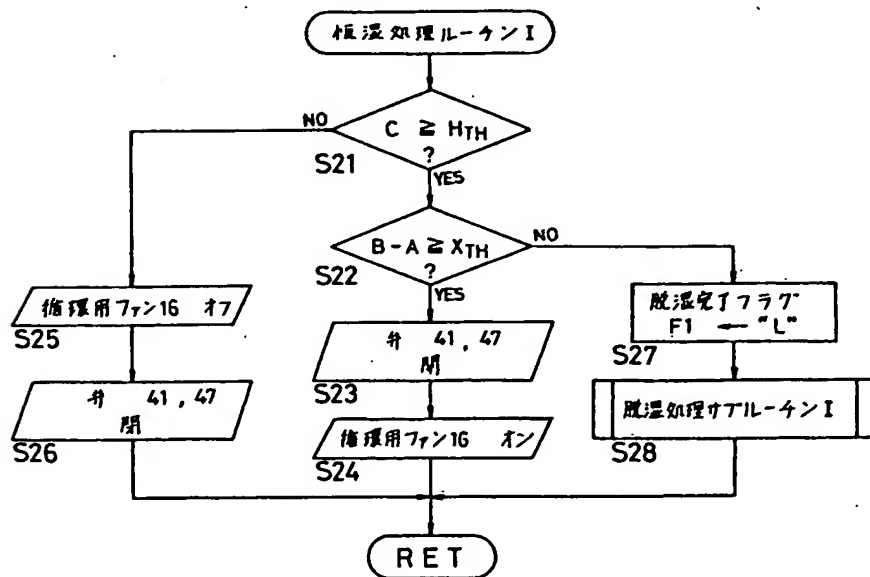 恒湿処理ルーチンI
C ≧ HTH
?
NO
S21
YES
B-A ≧ XTH
?
NO
S22
YES
循環用ファン16 オフ
S25
弁 41, 47
開
S23
脱湿完了フラグ
F1 ← "L"
S27
弁 41, 47
閉
S26
循環用ファン16 オン
S24
脱湿処理サブルーチンI
S28
RET